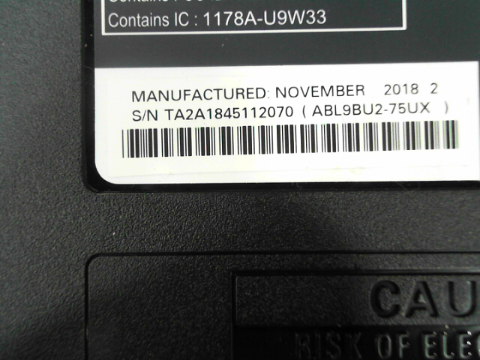 Contains IC : 1178A-U9W33
MANUFACTURED: NOVEMBER 2018 2
S/N TA2A1845112070 ( ABL9BU2-75UX )
CAU
RISK OF ELEC